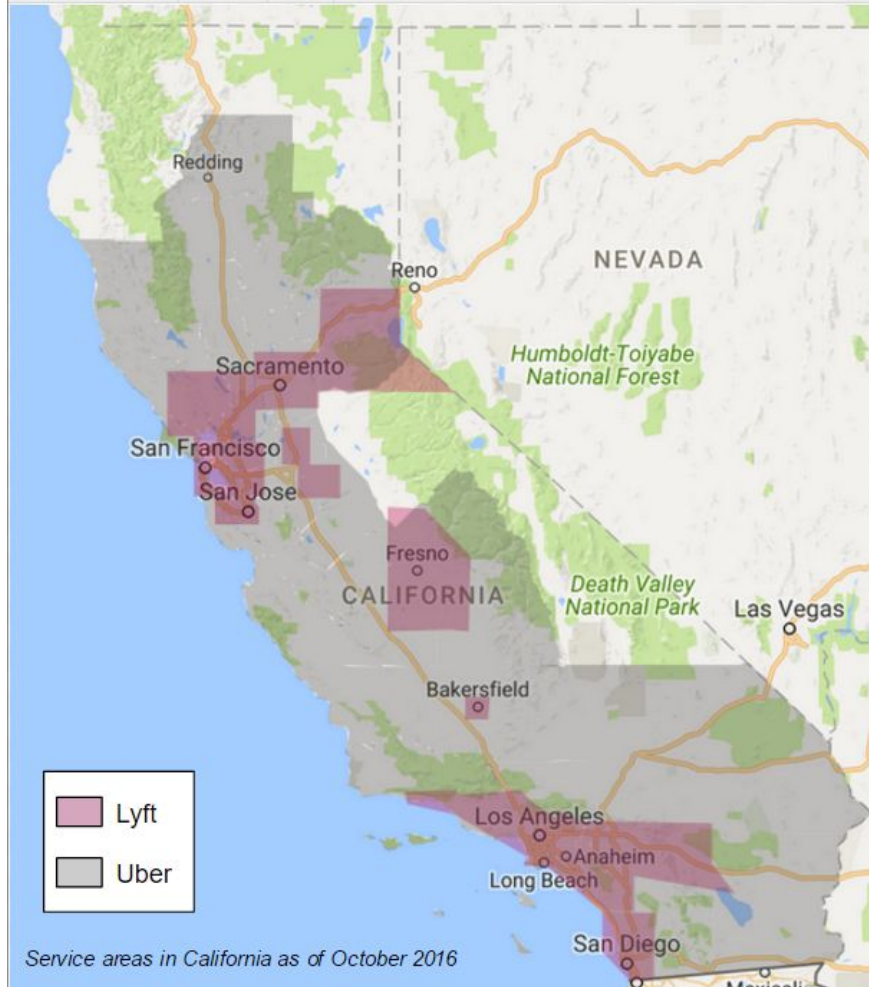 Redding
Reno
NEVADA
Humboldt-Toiyabe
National Forest
Sacramento
San Francisco
San Jose
Fresno
CALIFORNIA
Death Valley
National Park
Las Vegas
Bakersfield
Lyft
Uber
Los Angeles
Anaheim
Long Beach
San Diego
Service areas in California as of October 2016